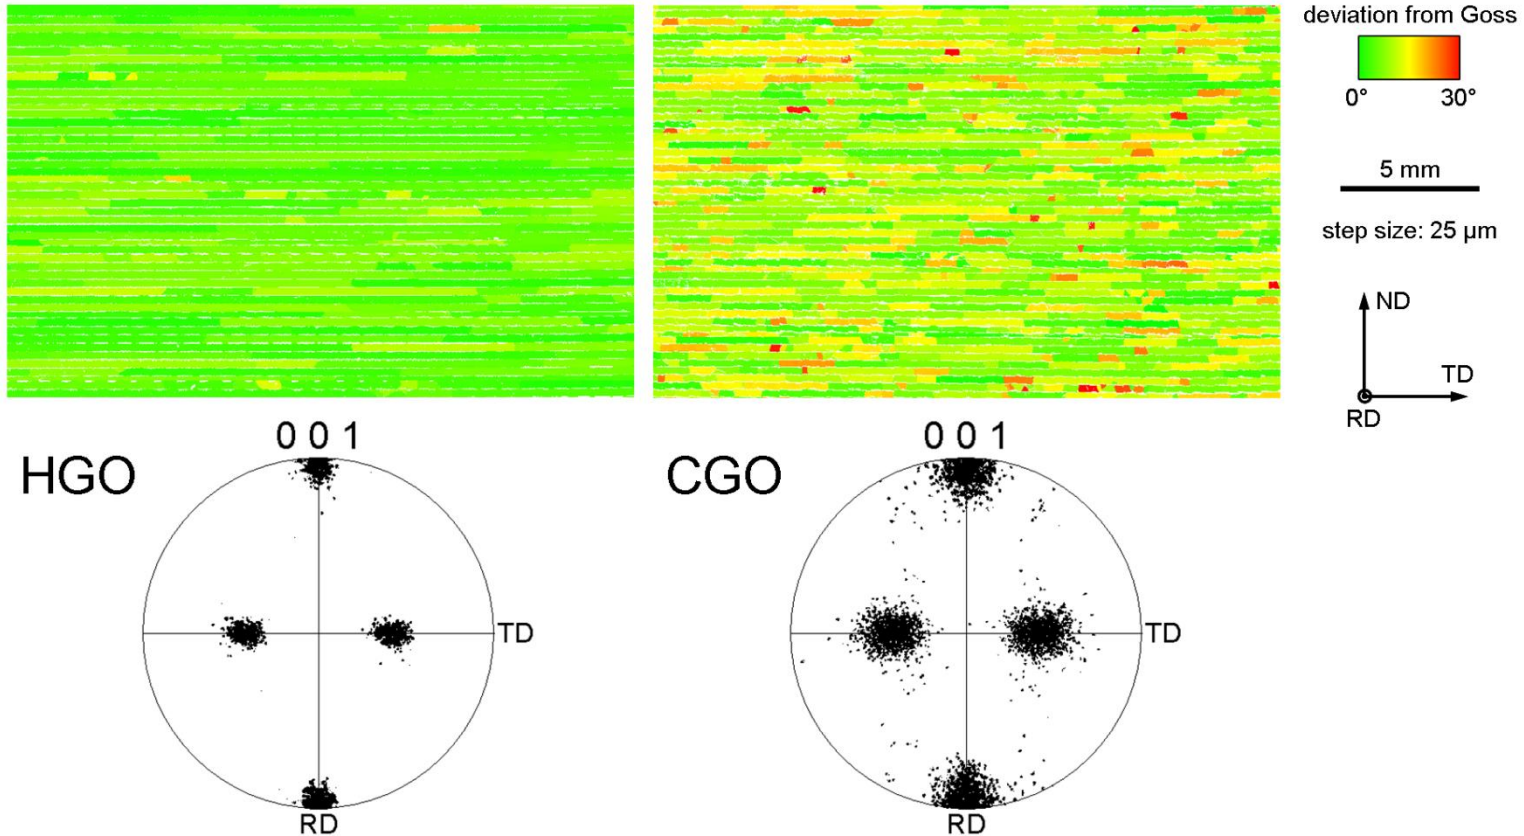 deviation from Goss
0° 30°
5 mm
step size: 25 µm
ND
TD
RD
0 0 1
HGO
TD
RD
0 0 1
CGO
TD
RD